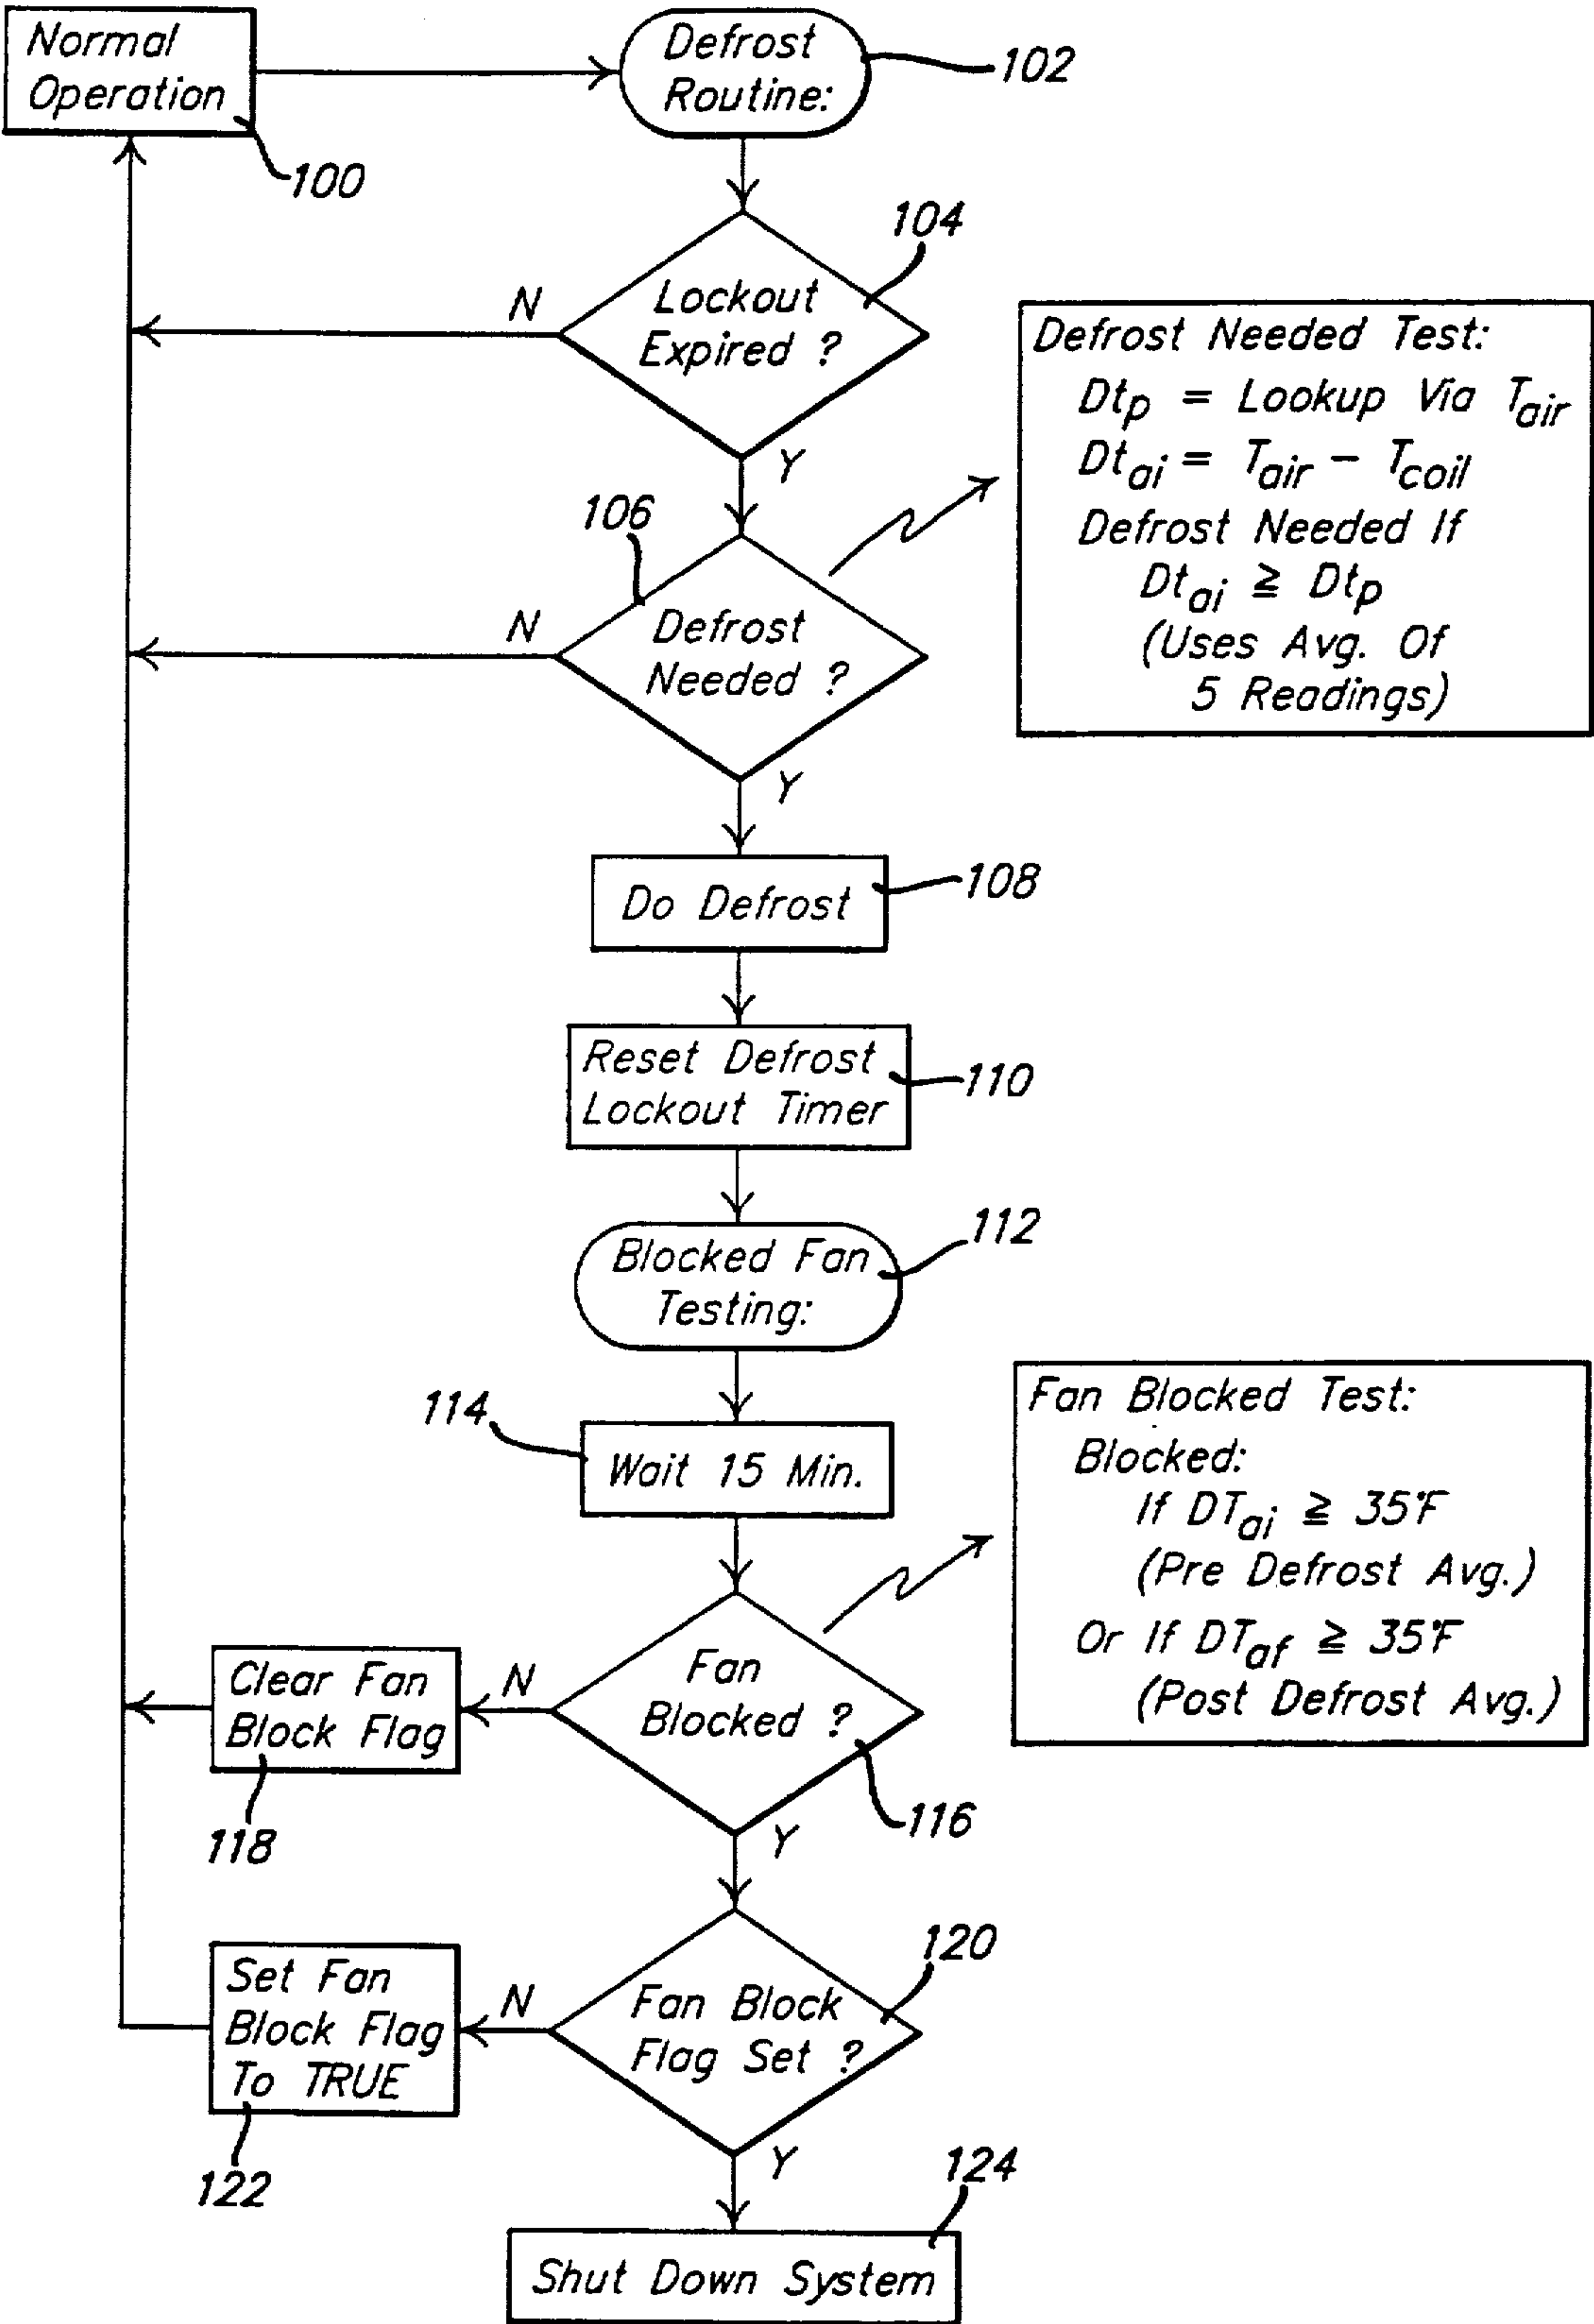 Normal
Operation
100
Defrost
Routine:
102
Lockout
Expired ?
104
N
Y
Defrost Needed Test:
Dtp = Lookup Via Tair
Dtai = Tair - Tcoil
Defrost Needed If
Dtai ≧ Dtp
(Uses Avg. Of
5 Readings)
106
Defrost
Needed ?
N
Y
Do Defrost
108
Reset Defrost
Lockout Timer
110
Blocked Fan
Testing:
112
114
Wait 15 Min.
Fan Blocked Test:
Blocked:
If DTai ≧ 35°F
(Pre Defrost Avg.)
Or If DTaf ≧ 35°F
(Post Defrost Avg.)
Fan
Blocked ?
116
N
Y
Clear Fan
Block Flag
118
Fan Block
Flag Set ?
120
N
Y
Set Fan
Block Flag
To TRUE
122
Shut Down System
124